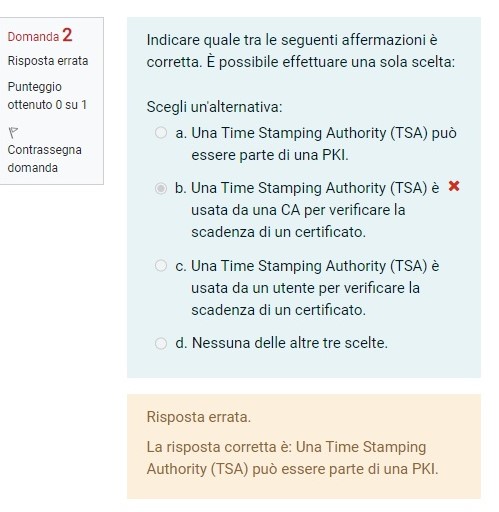 Domanda 2
Risposta errata
Punteggio
ottenuto 0 su 1
Contrassegna
domanda
Indicare quale tra le seguenti affermazioni è
corretta. È possibile effettuare una sola scelta:
Scegli un'alternativa:
a. Una Time Stamping Authority (TSA) può
essere parte di una PKI.
b. Una Time Stamping Authority (TSA) è
usata da una CA per verificare la
scadenza di un certificato.
c. Una Time Stamping Authority (TSA) è
usata da un utente per verificare la
scadenza di un certificato.
d. Nessuna delle altre tre scelte.
Risposta errata.
La risposta corretta è: Una Time Stamping
Authority (TSA) può essere parte di una PKI.